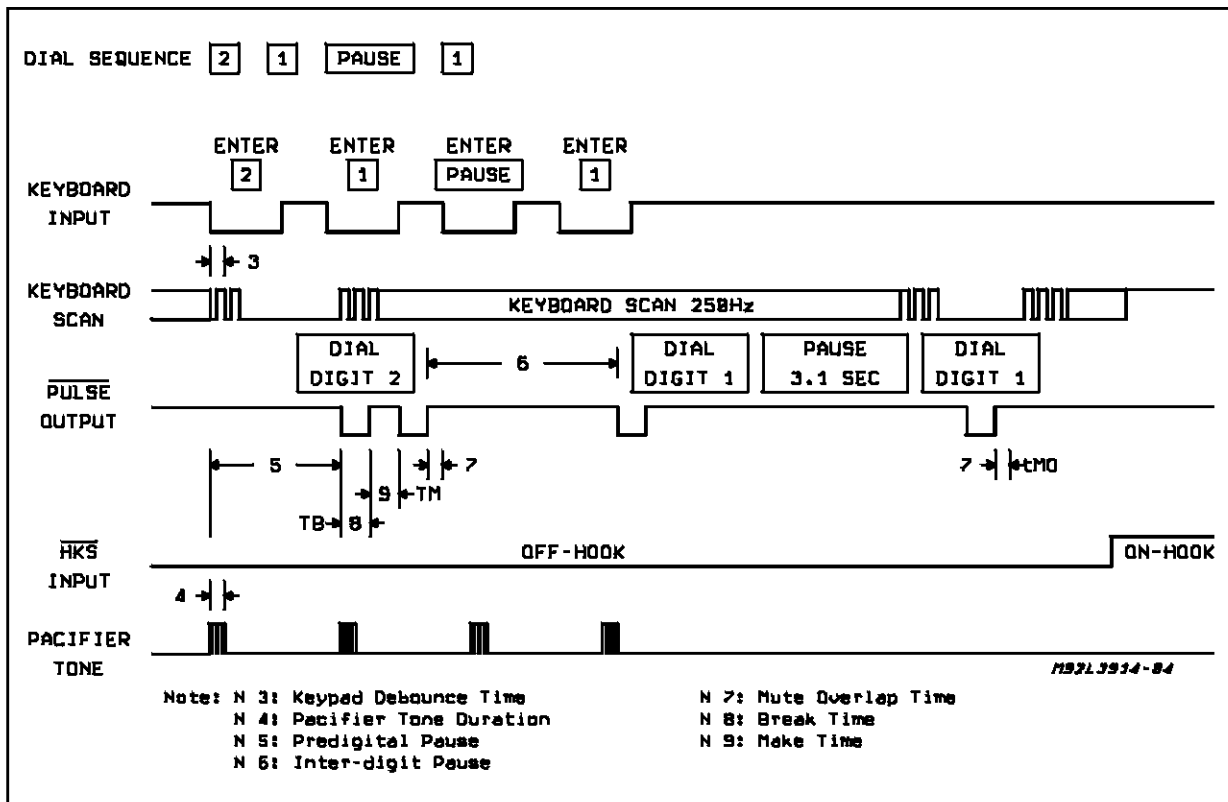 DIAL SEQUENCE 2 1 PAUSE 1
ENTER ENTER ENTER ENTER
2 1 PAUSE 1
KEYBOARD
INPUT
3
KEYBOARD
SCAN
KEYBOARD SCAN 250Hz
DIAL
DIGIT 2
6
DIAL
DIGIT 1
PAUSE
3.1 SEC
DIAL
DIGIT 1
PULSE
OUTPUT
5 7 7 tMO
9 TM
TB 8
HKS
INPUT
OFF-HOOK
ON-HOOK
4
PACIFIER
TONE
M92L3914-04
Note: N 3: Keypad Debounce Time
N 4: Pacifier Tone Duration
N 5: Predigital Pause
N 6: Inter-digit Pause
N 7: Mute Overlap Time
N 8: Break Time
N 9: Make Time